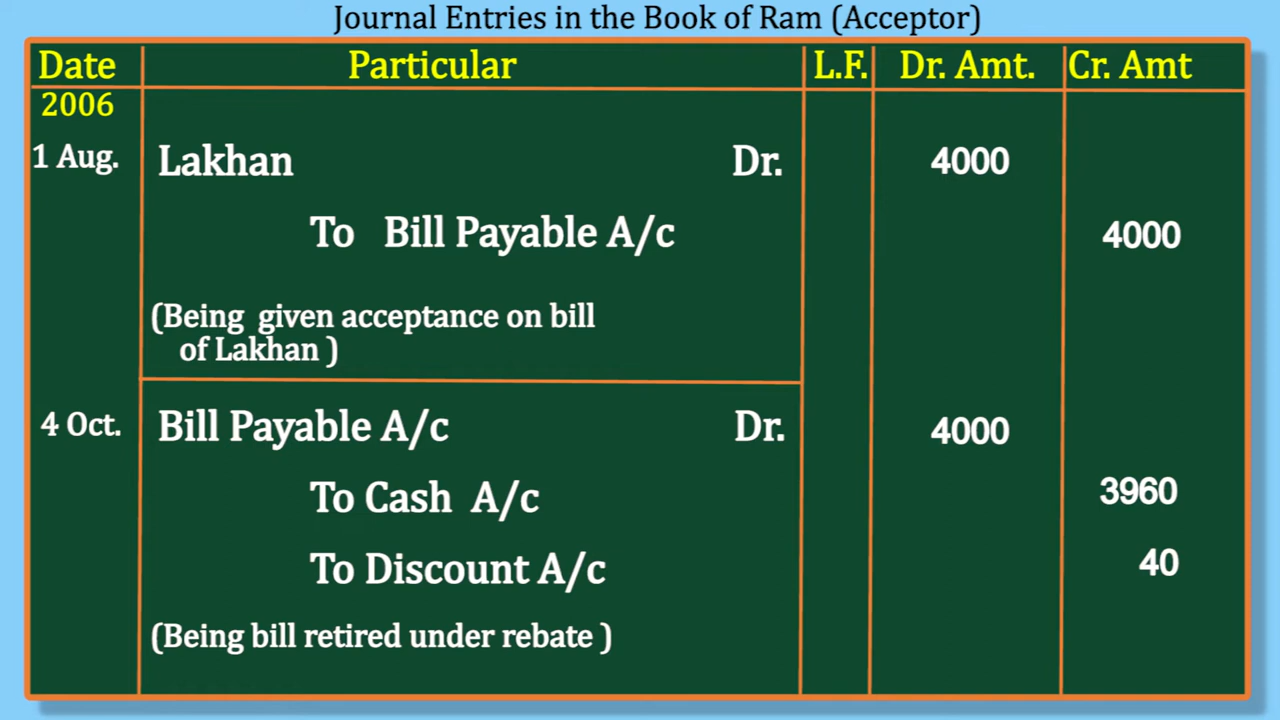 Journal Entries in the Book of Ram (Acceptor)
Date Particular L.F. Dr. Amt. Cr. Amt
2006
1 Aug. Lakhan Dr. 4000
To Bill Payable A/c 4000
(Being given acceptance on bill
of Lakhan )
4 Oct. Bill Payable A/c Dr. 4000
To Cash A/c 3960
To Discount A/c 40
(Being bill retired under rebate )